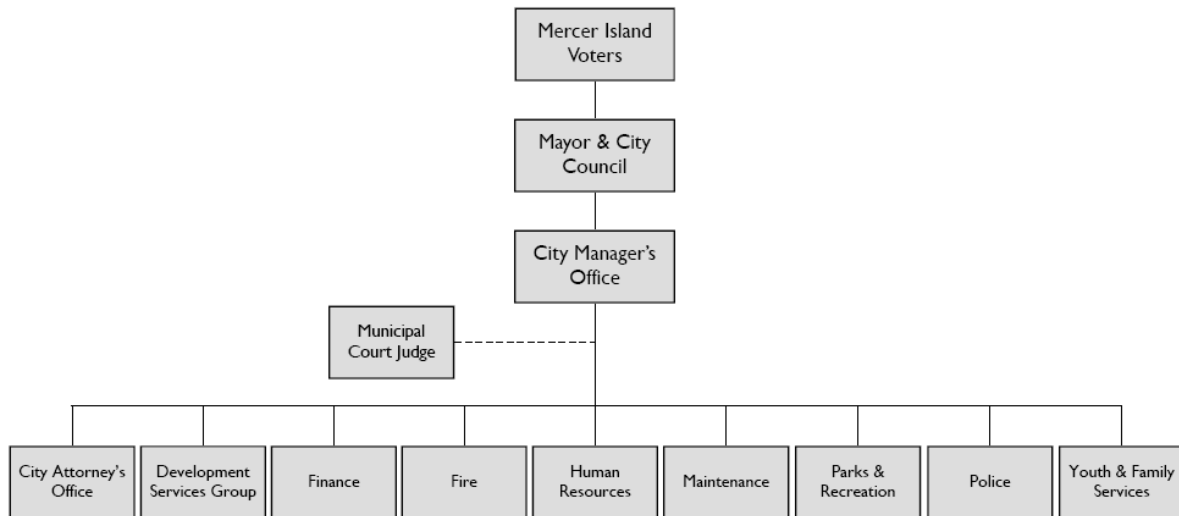 Mercer Island
Voters
Mayor & City
Council
City Manager's
Office
Municipal
Court Judge
City Attorney's
Office
Development
Services Group
Finance
Fire
Human
Resources
Maintenance
Parks &
Recreation
Police
Youth & Family
Services